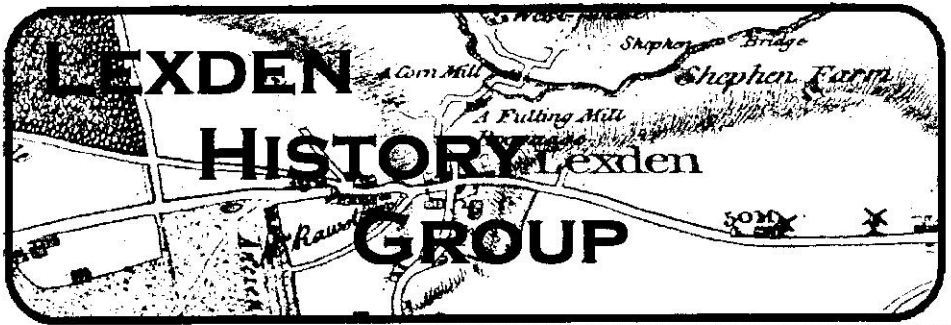 LEXDEN
HISTORY
GROUP
Shephen Bridge
A Corn Mill
Shephen Farm
A Fulling Mill
Lexden
50M